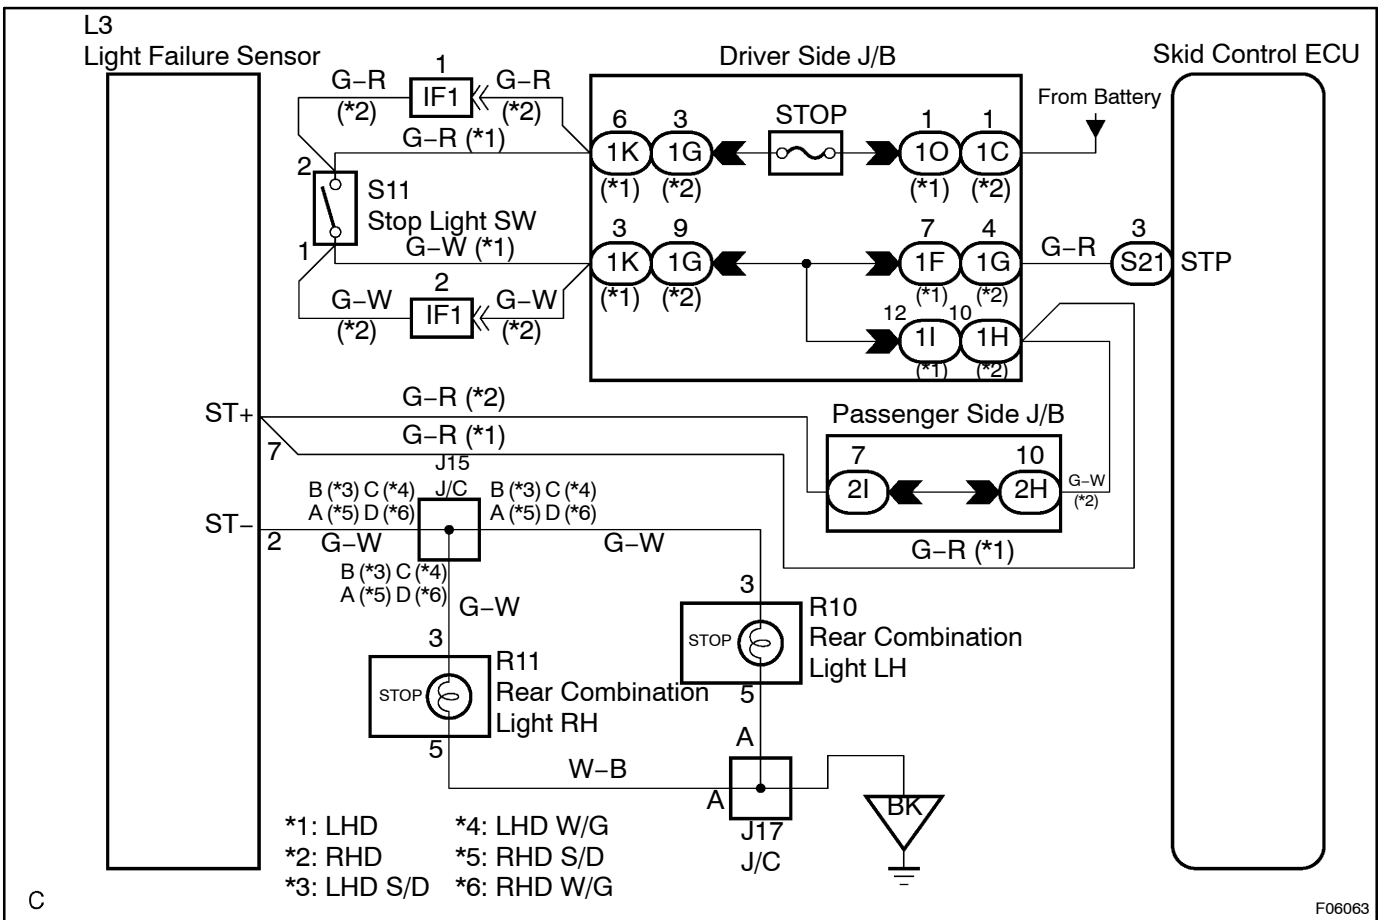 L3
Light Failure Sensor
Driver Side J/B
Skid Control ECU
1
G−R
IF1
G−R
(*2)
(*2)
G−R (*1)
6
3
STOP
1
1
From Battery
1K
1G
1O
1C
(*1)
(*2)
(*1)
(*2)
2
S11
Stop Light SW
1
G−W (*1)
3
9
7
4
G−R
3
1K
1G
1F
1G
S21
STP
(*1)
(*2)
(*1)
(*2)
2
G−W
IF1
G−W
(*2)
(*2)
12
10
1I
1H
(*1)
(*2)
ST+
G−R (*2)
7
G−R (*1)
Passenger Side J/B
7
10
2I
2H
G−W
(*2)
G−R (*1)
J15
J/C
B (*3) C (*4)
A (*5) D (*6)
B (*3) C (*4)
A (*5) D (*6)
ST−
2
G−W
G−W
B (*3) C (*4)
A (*5) D (*6)
G−W
3
STOP
R10
Rear Combination
Light LH
5
3
STOP
R11
Rear Combination
Light RH
5
A
W−B
A
J17
J/C
BK
*1: LHD
*4: LHD W/G
*2: RHD
*5: RHD S/D
*3: LHD S/D
*6: RHD W/G
C
F06063